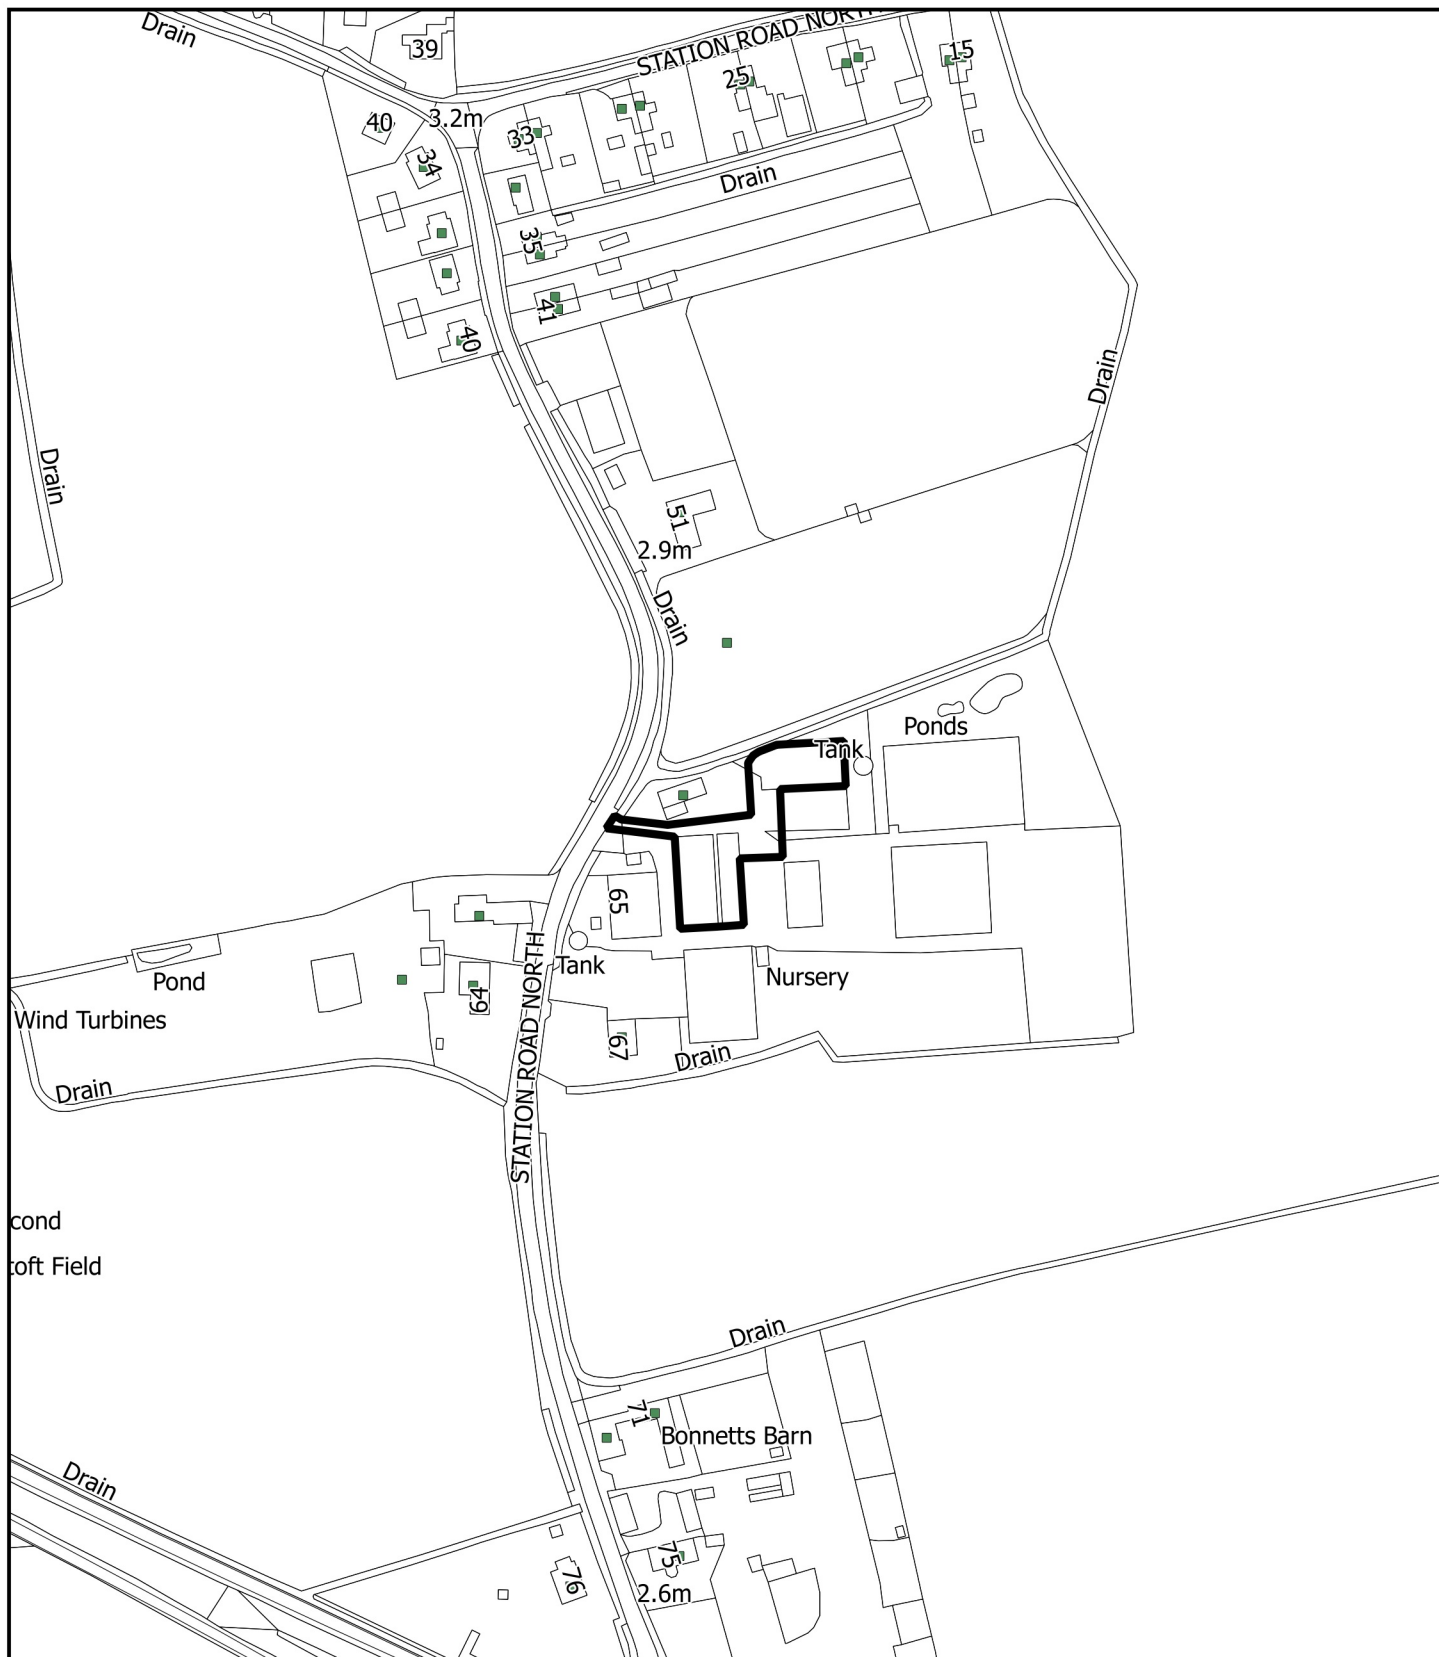 Drain
39
STATION ROAD NORTH
15
25
40
3.2m
33
34
Drain
35
41
40
Drain
Drain
51
2.9m
Drain
Ponds
Tank
65
STATION ROAD NORTH
Tank
Pond
Nursery
64
Wind Turbines
67
Drain
Drain
cond
toft Field
Drain
71
Bonnetts Barn
Drain
75
76
2.6m